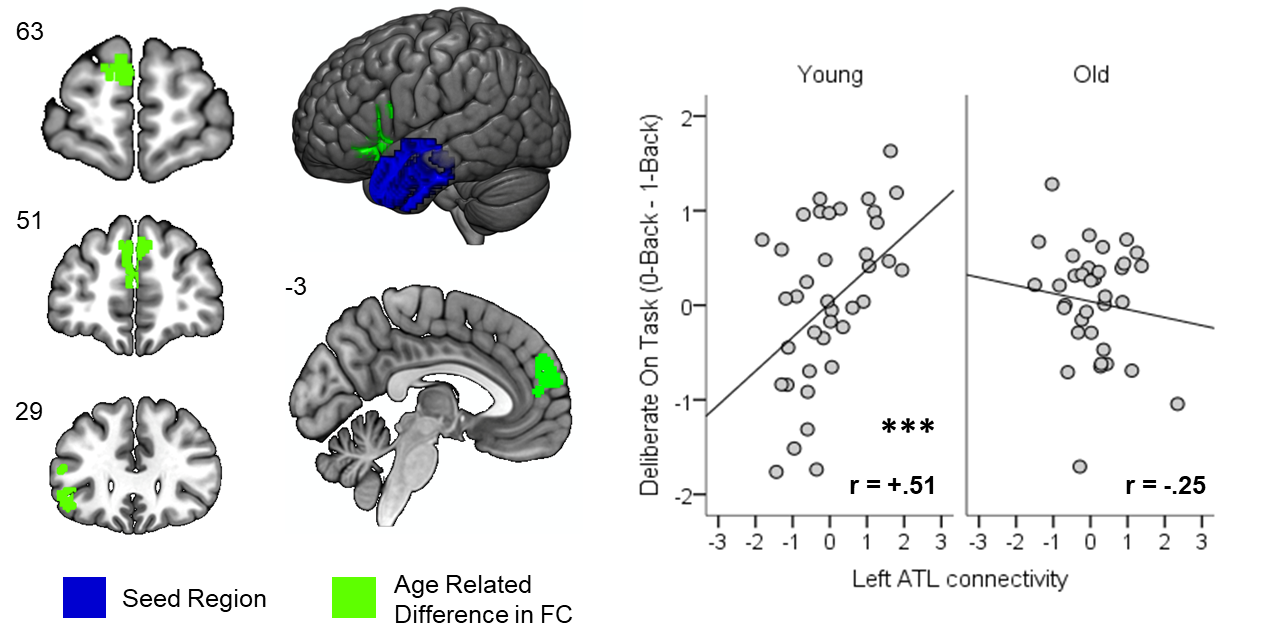 63
51
29
-3
Seed Region
Age Related
Difference in FC
Young
Old
Deliberate On Task (0-Back - 1-Back)
2
1
0
-1
-2
***
r = +.51
r = -.25
-3 -2 -1 0 1 2 3
-3 -2 -1 0 1 2 3
Left ATL connectivity